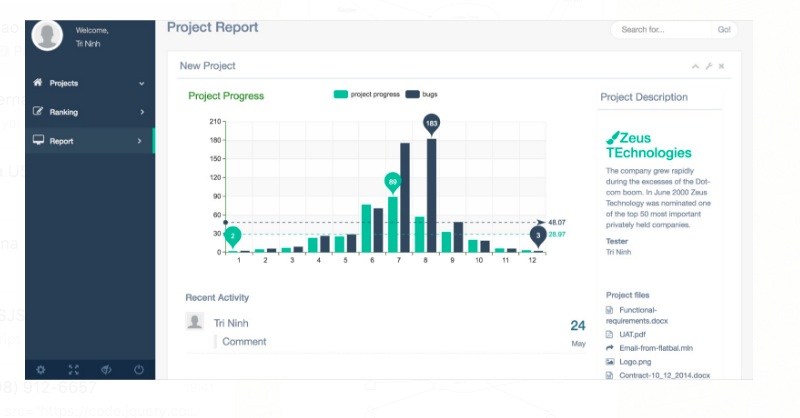 Welcome,
Tri Ninh
Projects
Ranking
Report
Project Report
Search for...
Go!
New Project
Project Progress
project progress
bugs
210
180
150
120
90
60
30
0
183
89
2
3
48.07
28.97
1 2 3 4 5 6 7 8 9 10 11 12
Recent Activity
Tri Ninh
Comment
24
May
Project Description
Zeus
TEchnologies
The company grew rapidly
during the excesses of the Dot-
com boom. In June 2000 Zeus
Technology was nominated one
of the top 50 most important
privately held companies.
Tester
Tri Ninh
Project files
Functional-
requirements.docx
UAT.pdf
Email-from-flatbal.mln
Logo.png
Contract-10_12_2014.docx
912-6657